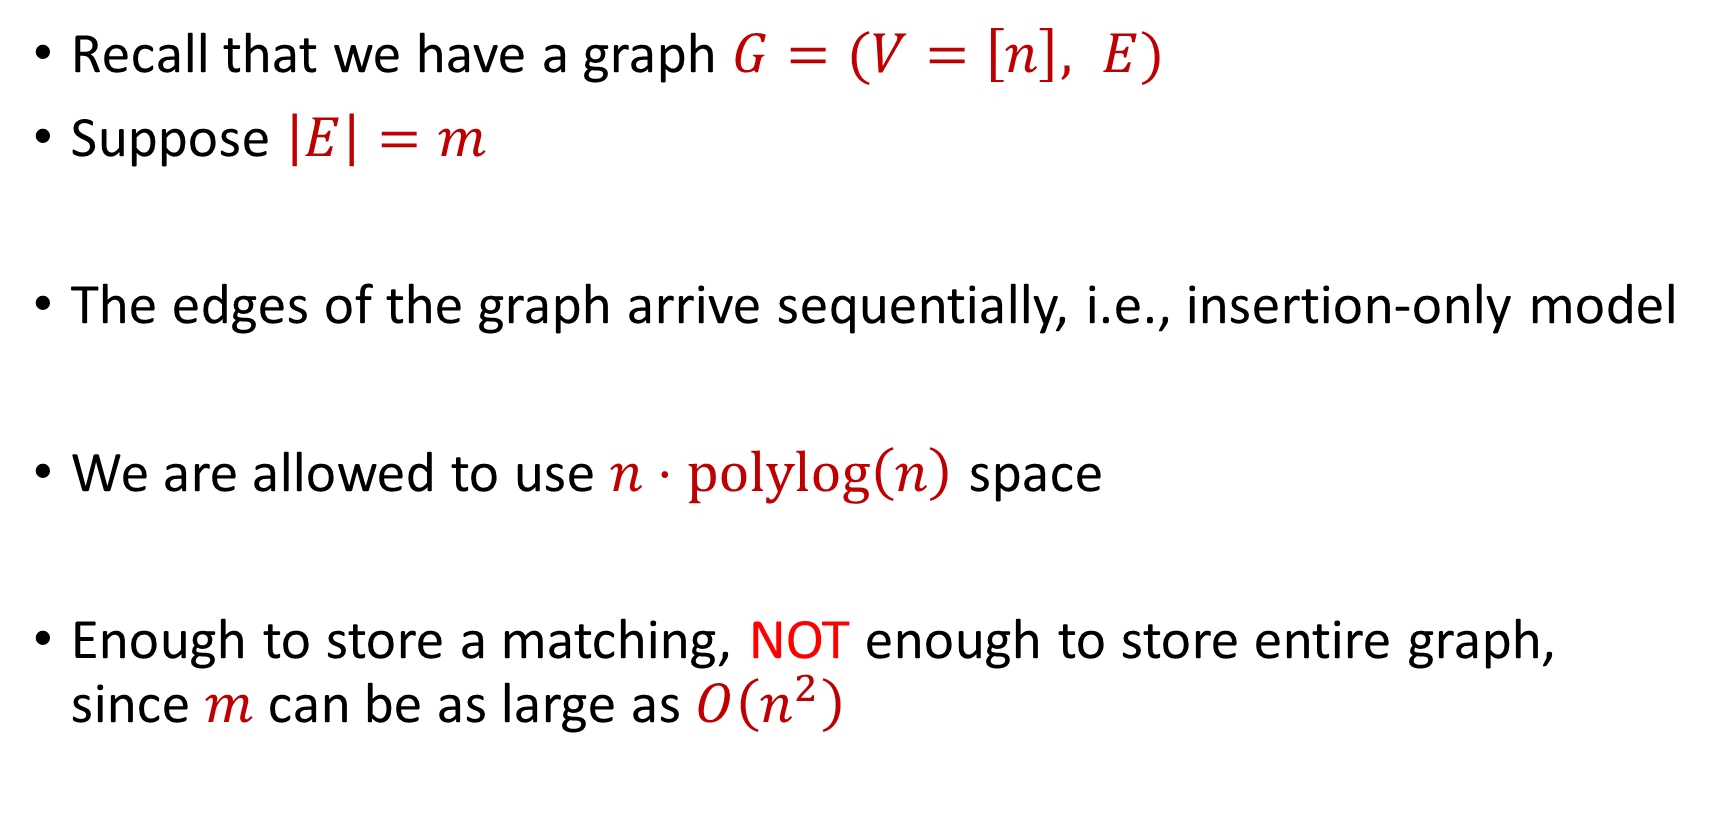 • Recall that we have a graph G = (V = [n], E)
• Suppose |E| = m
• The edges of the graph arrive sequentially, i.e., insertion-only model
• We are allowed to use n · polylog(n) space
• Enough to store a matching, NOT enough to store entire graph,
since m can be as large as O(n²)